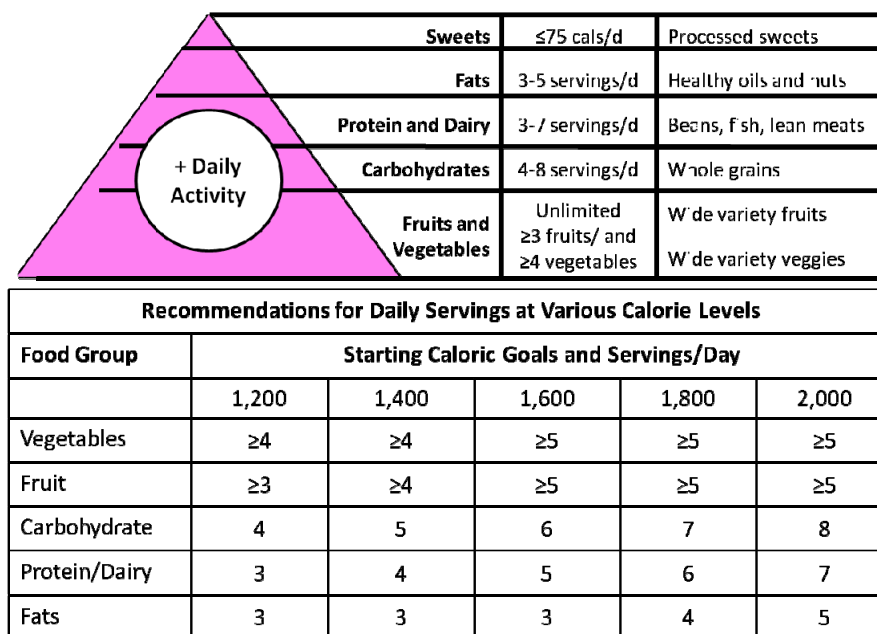 Sweets ≤75 cals/d Processed sweets
Fats 3-5 servings/d Healthy oils and nuts
Protein and Dairy 3-7 servings/d Beans, fish, lean meats
+ Daily
Activity
Carbohydrates 4-8 servings/d Whole grains
Fruits and
Vegetables
Unlimited
≥3 fruits/ and
≥4 vegetables
Wide variety fruits
Wide variety veggies
Recommendations for Daily Servings at Various Calorie Levels
Food Group Starting Caloric Goals and Servings/Day
1,200 1,400 1,600 1,800 2,000
Vegetables ≥4 ≥4 ≥5 ≥5 ≥5
Fruit ≥3 ≥4 ≥5 ≥5 ≥5
Carbohydrate 4 5 6 7 8
Protein/Dairy 3 4 5 6 7
Fats 3 3 3 4 5